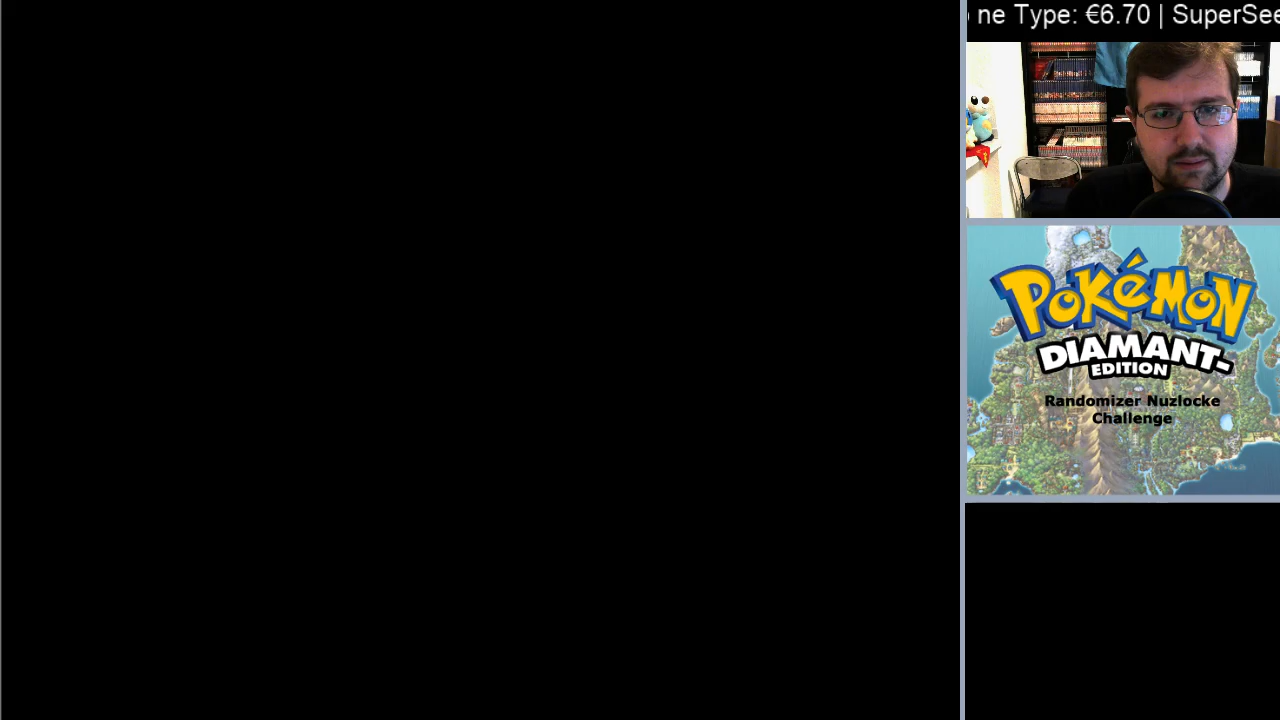 ne Type: €6.70 | SuperSee
POKéMON
DIAMANT-
EDITION
Randomizer Nuzlocke
Challenge